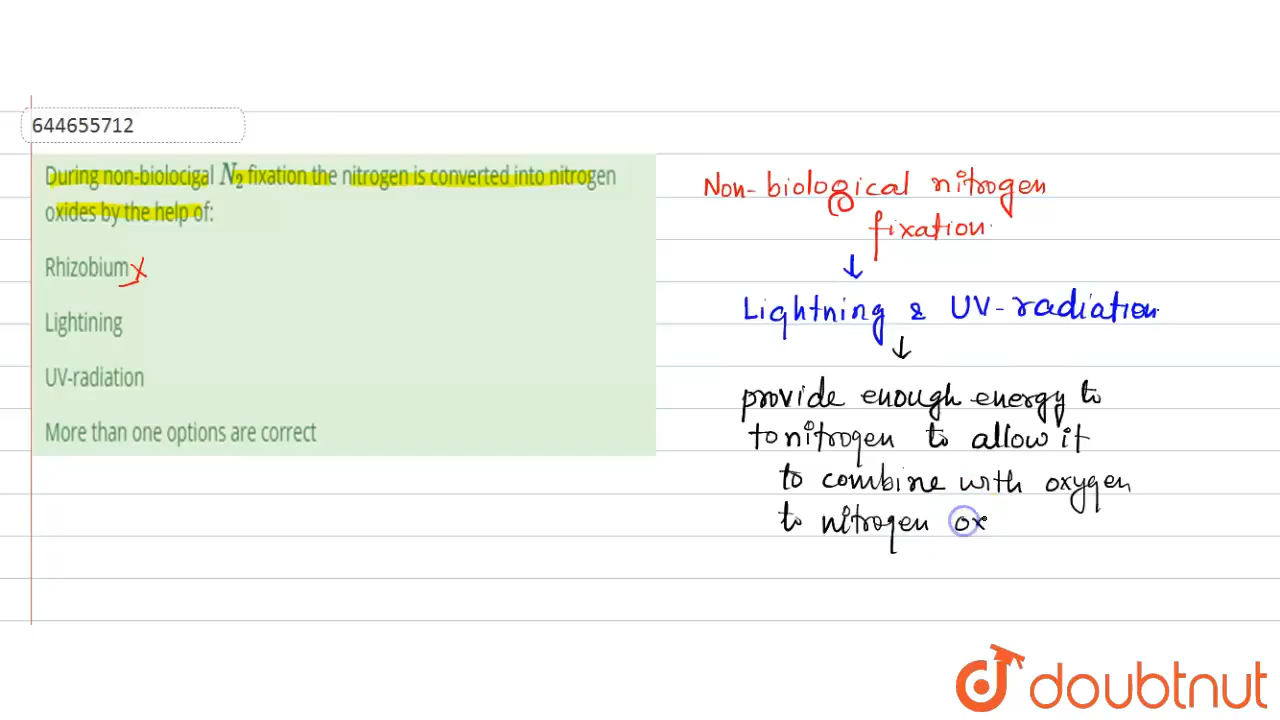 644655712
During non-biolocigal N₂ fixation the nitrogen is converted into nitrogen
oxides by the help of:
Rhizobium x
Lightining
UV-radiation
More than one options are correct
Non-biological nitrogen
fixation.
↓
Lightning & UV-radiation.
↓
provide enough energy to
to nitrogen to allow it
to combine with oxygen
to nitrogen ox
doubtnut